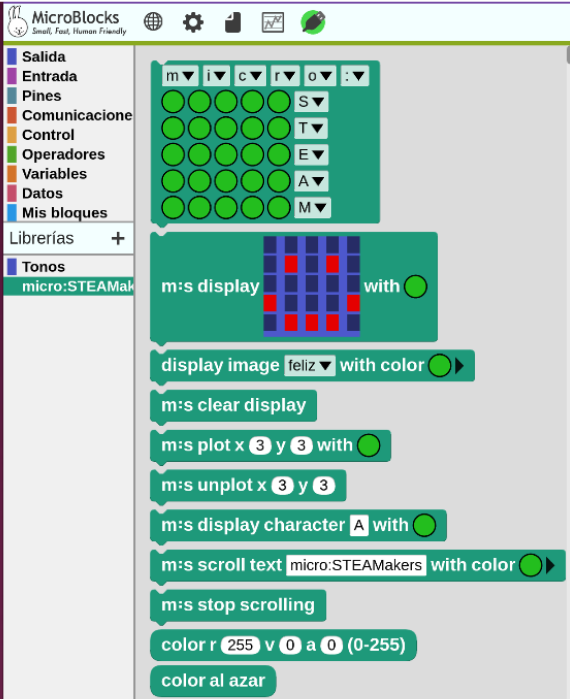 MicroBlocks
Small, Fast, Human Friendly
Salida
Entrada
Pines
Comunicacione
Control
Operadores
Variables
Datos
Mis bloques
Librerías +
Tonos
micro:STEAMak
m▼ i▼ c▼ r▼ o▼ :▼
S▼
T▼
E▼
A▼
M▼
m:s display with
display image feliz▼ with color
m:s clear display
m:s plot x 3 y 3 with
m:s unplot x 3 y 3
m:s display character A with
m:s scroll text micro:STEAMakers with color
m:s stop scrolling
color r 255 v 0 a 0 (0-255)
color al azar